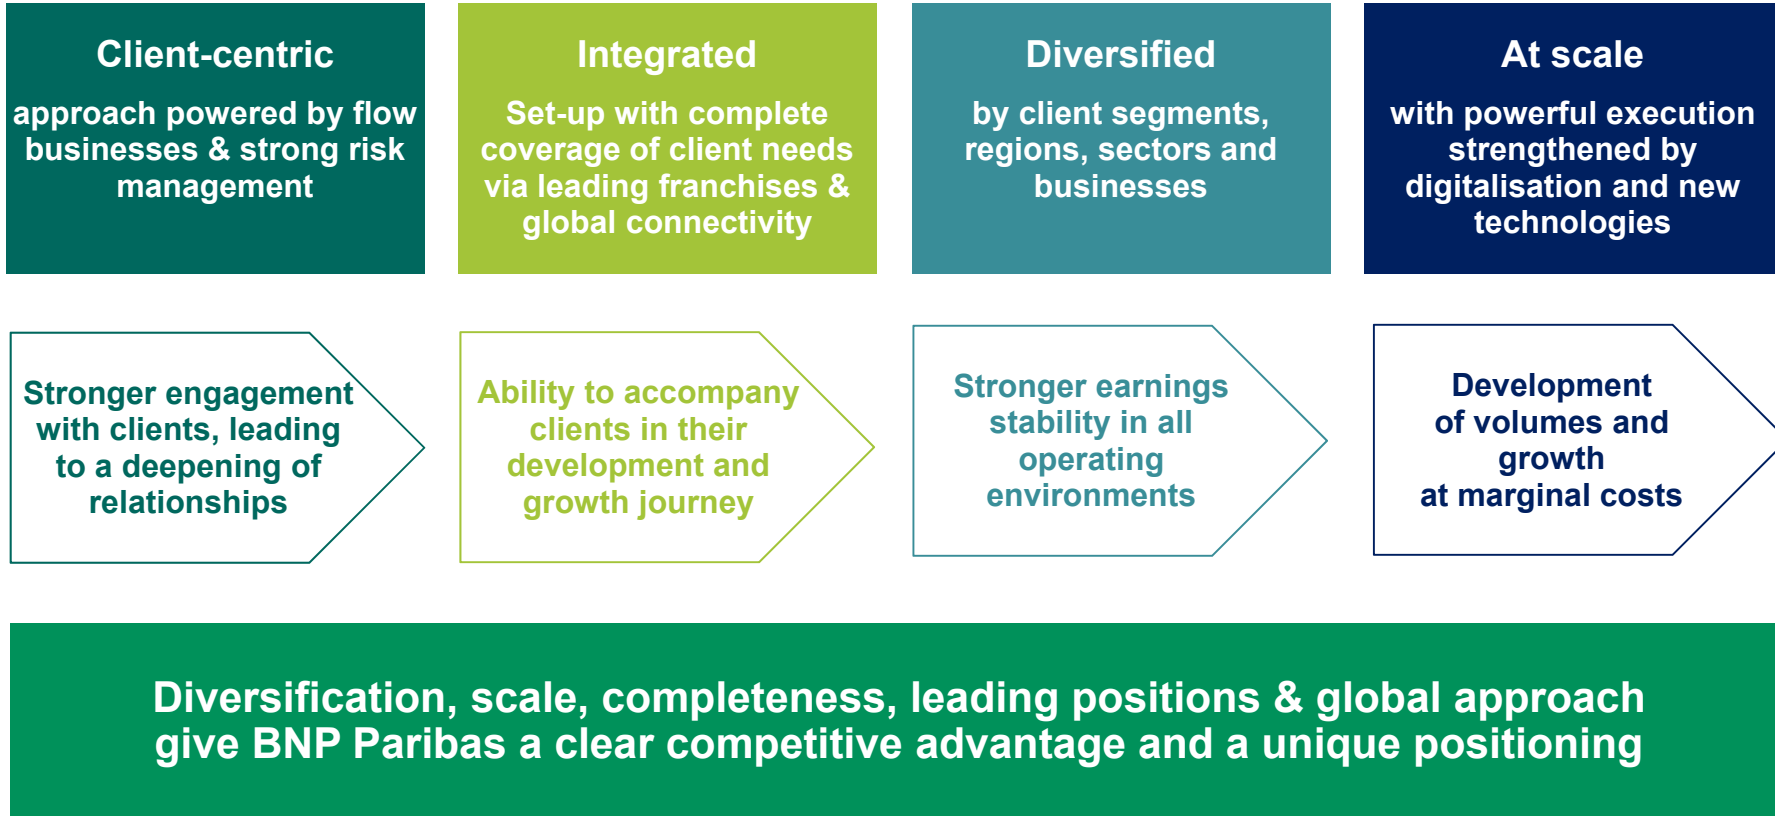 Client-centric
approach powered by flow
businesses & strong risk
management
Integrated
Set-up with complete
coverage of client needs
via leading franchises &
global connectivity
Diversified
by client segments,
regions, sectors and
businesses
At scale
with powerful execution
strengthened by
digitalisation and new
technologies
Stronger engagement
with clients, leading
to a deepening of
relationships
Ability to accompany
clients in their
development and
growth journey
Stronger earnings
stability in all
operating
environments
Development
of volumes and
growth
at marginal costs
Diversification, scale, completeness, leading positions & global approach
give BNP Paribas a clear competitive advantage and a unique positioning